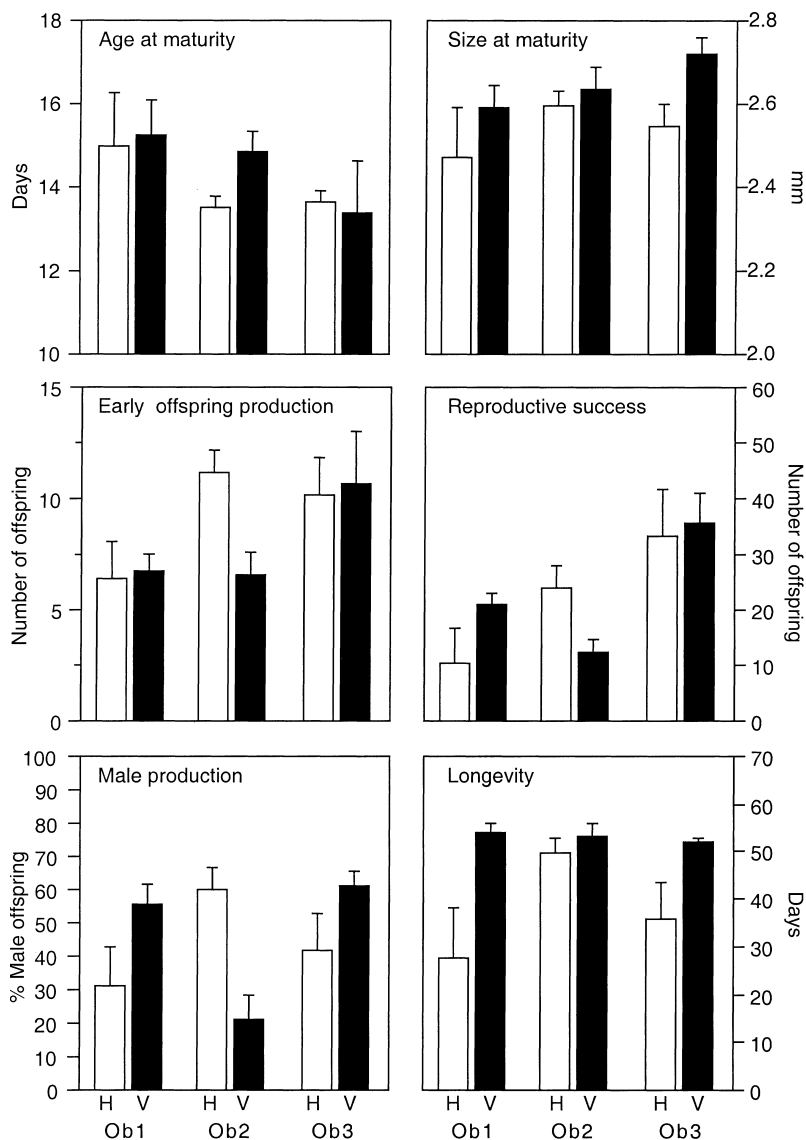 Age at maturity
Size at maturity
18
16
14
12
10
Days
2.8
2.6
2.4
2.2
2.0
mm
Early offspring production
Reproductive success
15
10
5
0
Number of offspring
60
50
40
30
20
10
0
Number of offspring
Male production
Longevity
100
90
80
70
60
50
40
30
20
10
0
% Male offspring
70
60
50
40
30
20
10
0
Days
H V H V H V
Ob1 Ob2 Ob3
H V H V H V
Ob1 Ob2 Ob3